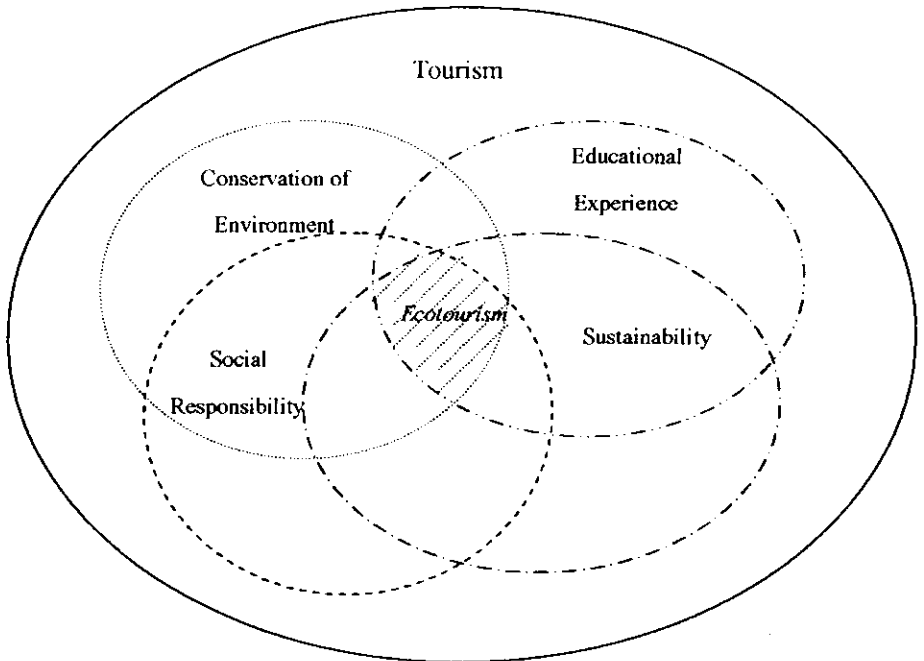 Tourism
Conservation of
Environment
Educational
Experience
Ecotourism
Sustainability
Social
Responsibility